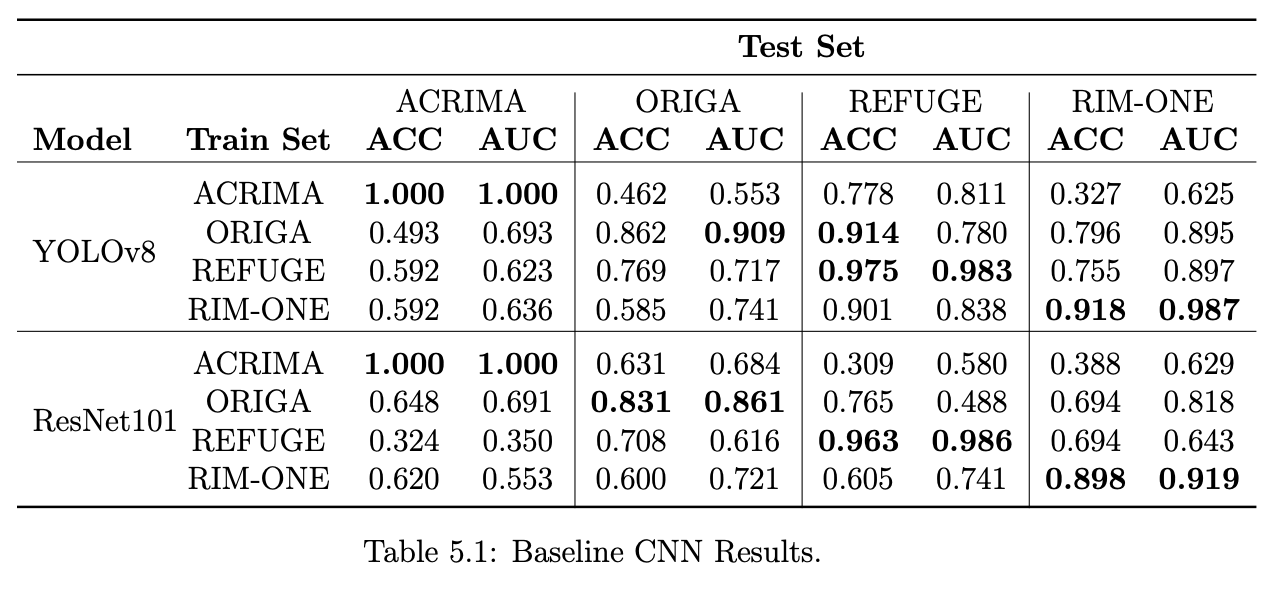 Test Set
ACRIMA ORIGA REFUGE RIM-ONE
Model Train Set ACC AUC ACC AUC ACC AUC ACC AUC
ACRIMA 1.000 1.000 0.462 0.553 0.778 0.811 0.327 0.625
ORIGA 0.493 0.693 0.862 0.909 0.914 0.780 0.796 0.895
YOLOv8
REFUGE 0.592 0.623 0.769 0.717 0.975 0.983 0.755 0.897
RIM-ONE 0.592 0.636 0.585 0.741 0.901 0.838 0.918 0.987
ACRIMA 1.000 1.000 0.631 0.684 0.309 0.580 0.388 0.629
ORIGA 0.648 0.691 0.831 0.861 0.765 0.488 0.694 0.818
ResNet101
REFUGE 0.324 0.350 0.708 0.616 0.963 0.986 0.694 0.643
RIM-ONE 0.620 0.553 0.600 0.721 0.605 0.741 0.898 0.919
Table 5.1: Baseline CNN Results.